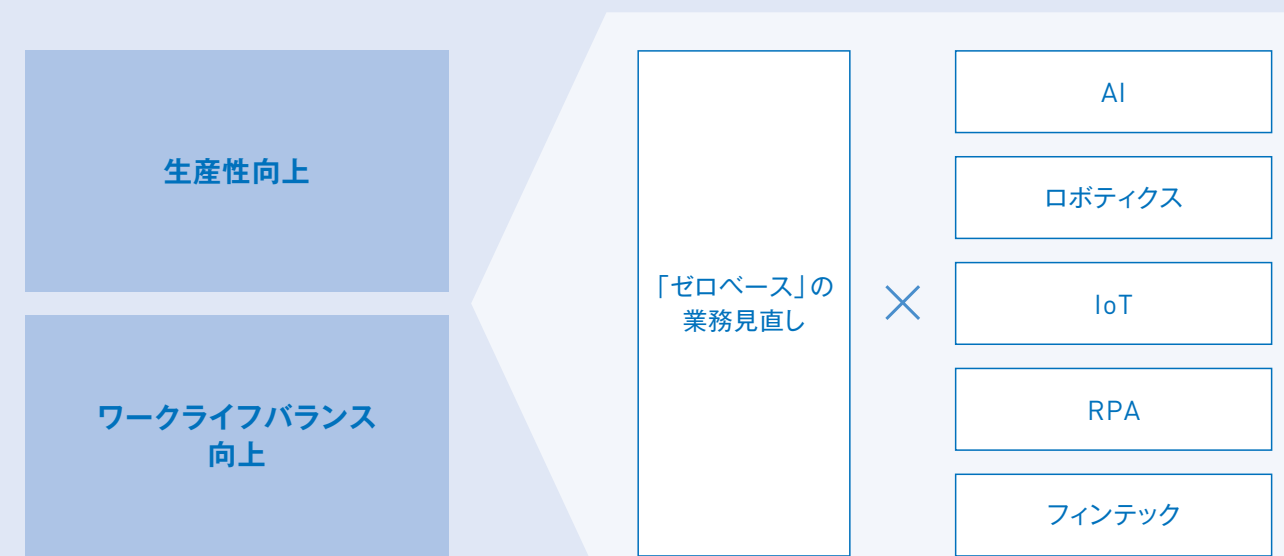 生産性向上
ワークライフバランス
向上
「ゼロベース」の
業務見直し
×
AI
ロボティクス
IoT
RPA
フィンテック